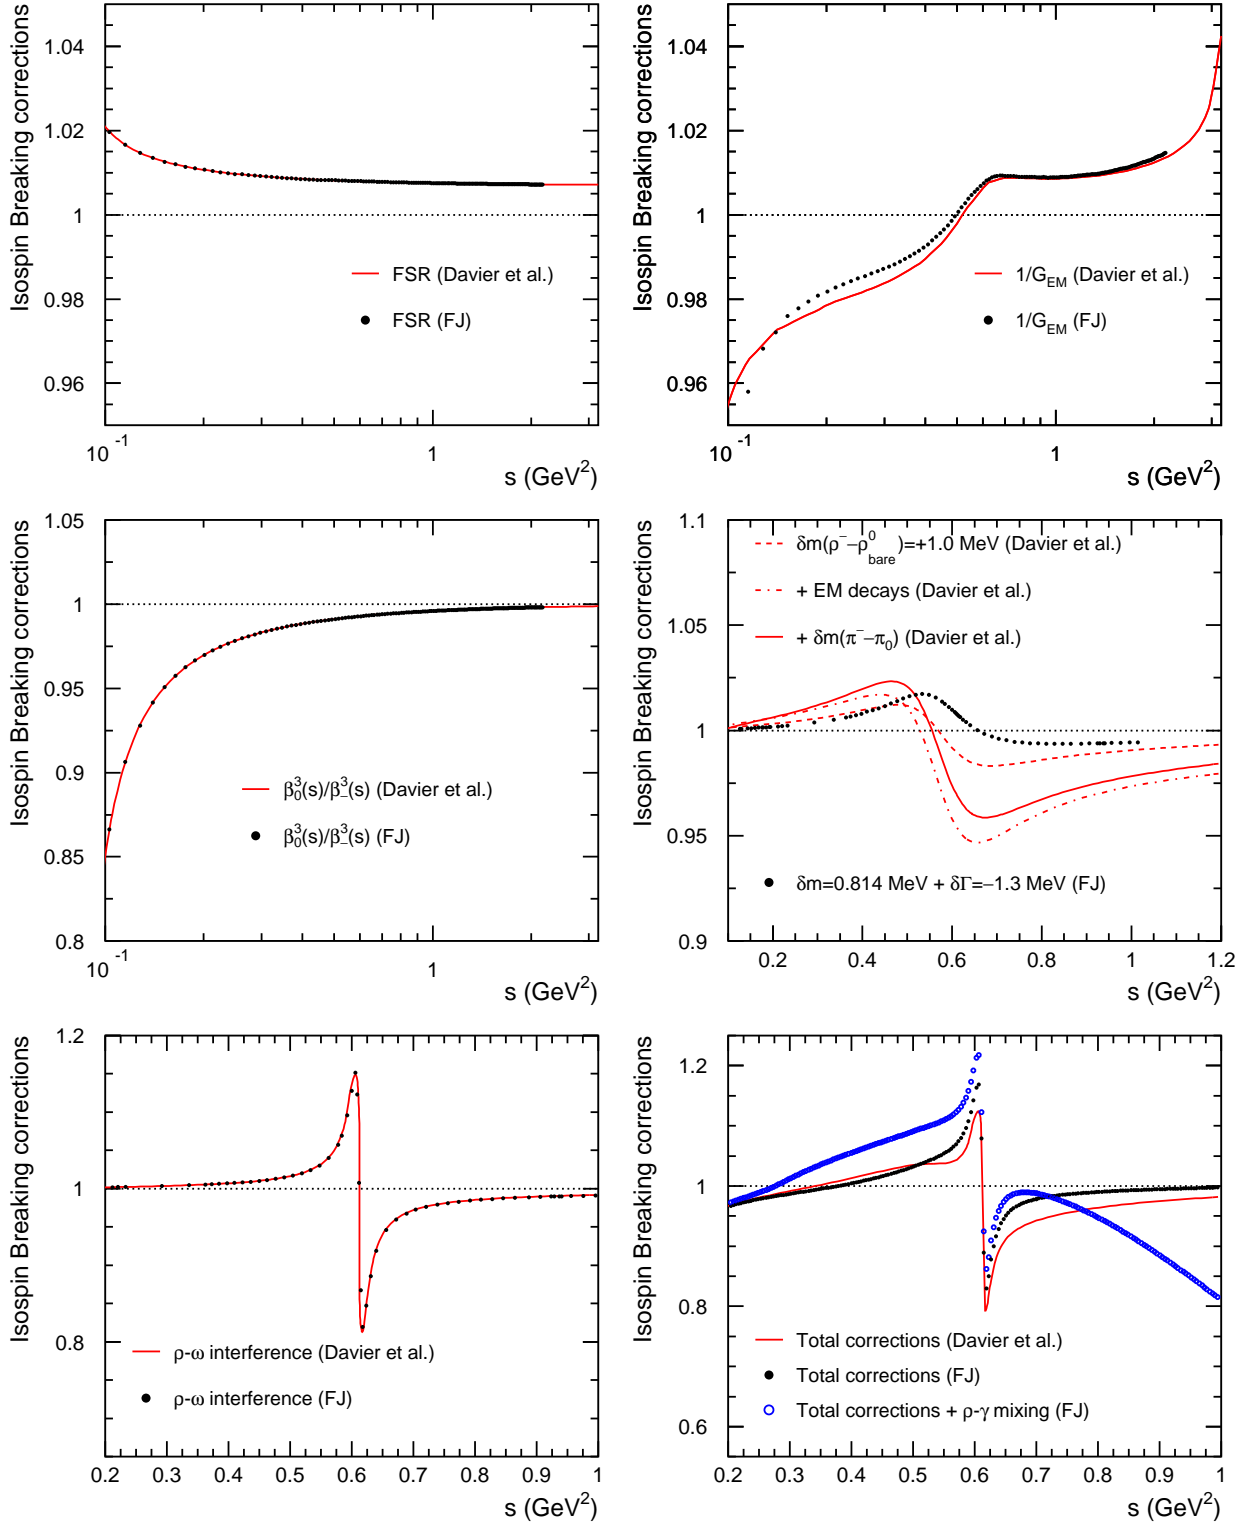 Isospin Breaking corrections
1.04
1.02
1
0.98
0.96
FSR (Davier et al.)
FSR (FJ)
10⁻¹
1
s (GeV²)
Isospin Breaking corrections
1.04
1.02
1
0.98
0.96
1/G_EM (Davier et al.)
1/G_EM (FJ)
10⁻¹
1
s (GeV²)
Isospin Breaking corrections
1.05
1
0.95
0.9
0.85
0.8
β₀³(s)/β₋³(s) (Davier et al.)
β₀³(s)/β₋³(s) (FJ)
10⁻¹
1
s (GeV²)
Isospin Breaking corrections
1.1
1.05
1
0.95
0.9
δm(ρ⁻−ρ⁰_bare)=+1.0 MeV (Davier et al.)
+ EM decays (Davier et al.)
+ δm(π⁻−π₀) (Davier et al.)
δm=0.814 MeV + δΓ=−1.3 MeV (FJ)
0.2 0.4 0.6 0.8 1 1.2
s (GeV²)
Isospin Breaking corrections
1.2
1
0.8
ρ-ω interference (Davier et al.)
ρ-ω interference (FJ)
0.2 0.3 0.4 0.5 0.6 0.7 0.8 0.9 1
s (GeV²)
Isospin Breaking corrections
1.2
1
0.8
0.6
Total corrections (Davier et al.)
Total corrections (FJ)
Total corrections + ρ-γ mixing (FJ)
0.2 0.3 0.4 0.5 0.6 0.7 0.8 0.9 1
s (GeV²)